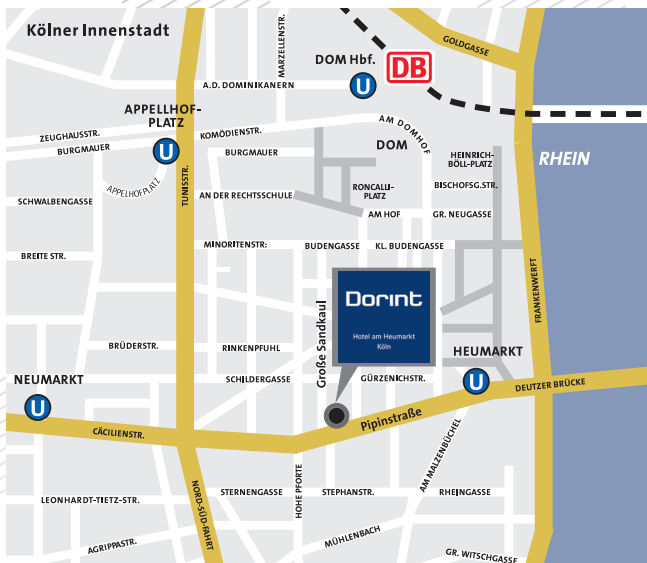 Kölner Innenstadt
MARZELLENSTR.
DOM Hbf.
U
DB
GOLDGASSE
A.D. DOMINIKANERN
APPELLHOF-
PLATZ
U
ZEUGHAUSSTR.
BURGMAUER
KOMÖDIENSTR.
AM DOMHOF
DOM
BURGMAUER
HEINRICH-
BÖLL-PLATZ
RHEIN
APPELHOFPLATZ
TUNISSTR.
AN DER RECHTSSCHULE
RONCALLI-
PLATZ
BISCHOFSG.STR.
SCHWALBENGASSE
AM HOF
GR. NEUGASSE
MINORITENSTR:
BUDENGASSE
KL. BUDENGASSE
BREITE STR.
FRANKENWERFT
Dorint
Hotel am Heumarkt
Köln
Große Sandkaul
BRÜDERSTR.
RINKENPFUHL
HEUMARKT
U
NEUMARKT
U
SCHILDERGASSE
GÜRZENICHSTR.
DEUTZER BRÜCKE
CÄCILIENSTR.
Pipinstraße
AM MALZENBÜCHEL
NORD-SÜD-FAHRT
LEONHARDT-TIETZ-STR.
STERNENGASSE
HOHE PFORTE
STEPHANSTR.
RHEINGASSE
AGRIPPASTR.
MÜHLENBACH
GR. WITSCHGASSE